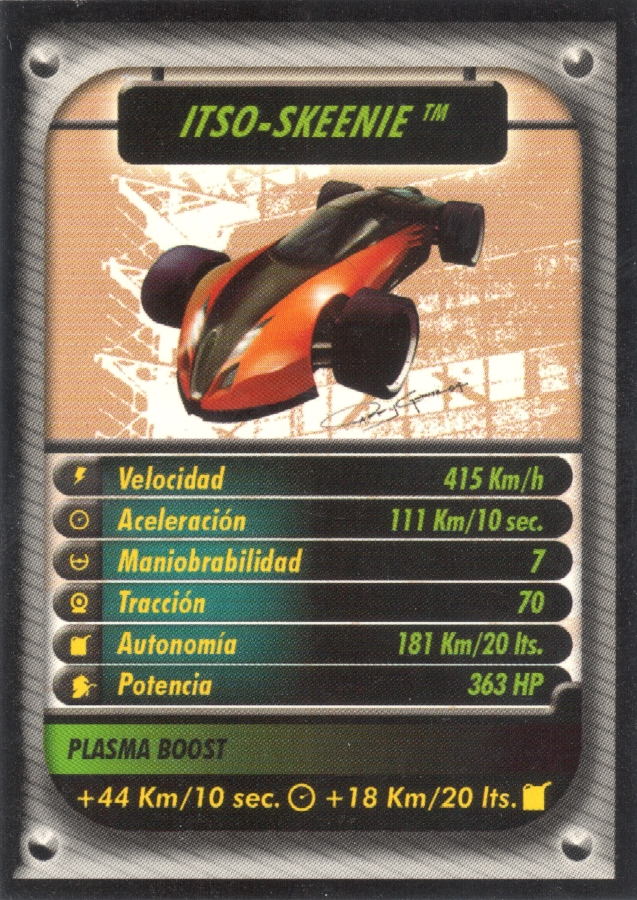 ITSO-SKEENIE ™
Velocidad 415 Km/h
Aceleración 111 Km/10 sec.
Maniobrabilidad 7
Tracción 70
Autonomía 181 Km/20 lts.
Potencia 363 HP
PLASMA BOOST
+44 Km/10 sec. +18 Km/20 lts.